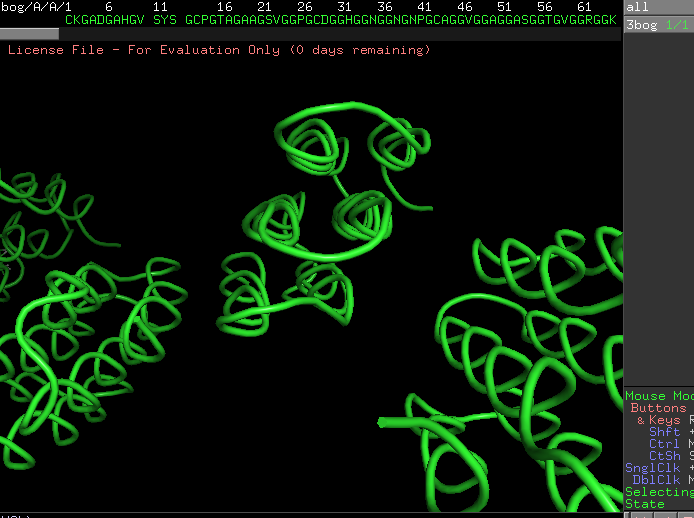 bog/A/A/1 6 11 16 21 26 31 36 41 46 51 56 61
CKGADGAHGV SYS GCPGTAGAAGSVGGPGCDGGHGGNGGNGNPGCAGGVGGAGGASGGTGVGGRGGK
all
3bog 1/1
License File - For Evaluation Only (0 days remaining)
Mouse Mod
Buttons
& Keys R
Shft +
Ctrl M
CtSh S
SnglClk +
DblClk M
Selecting
State